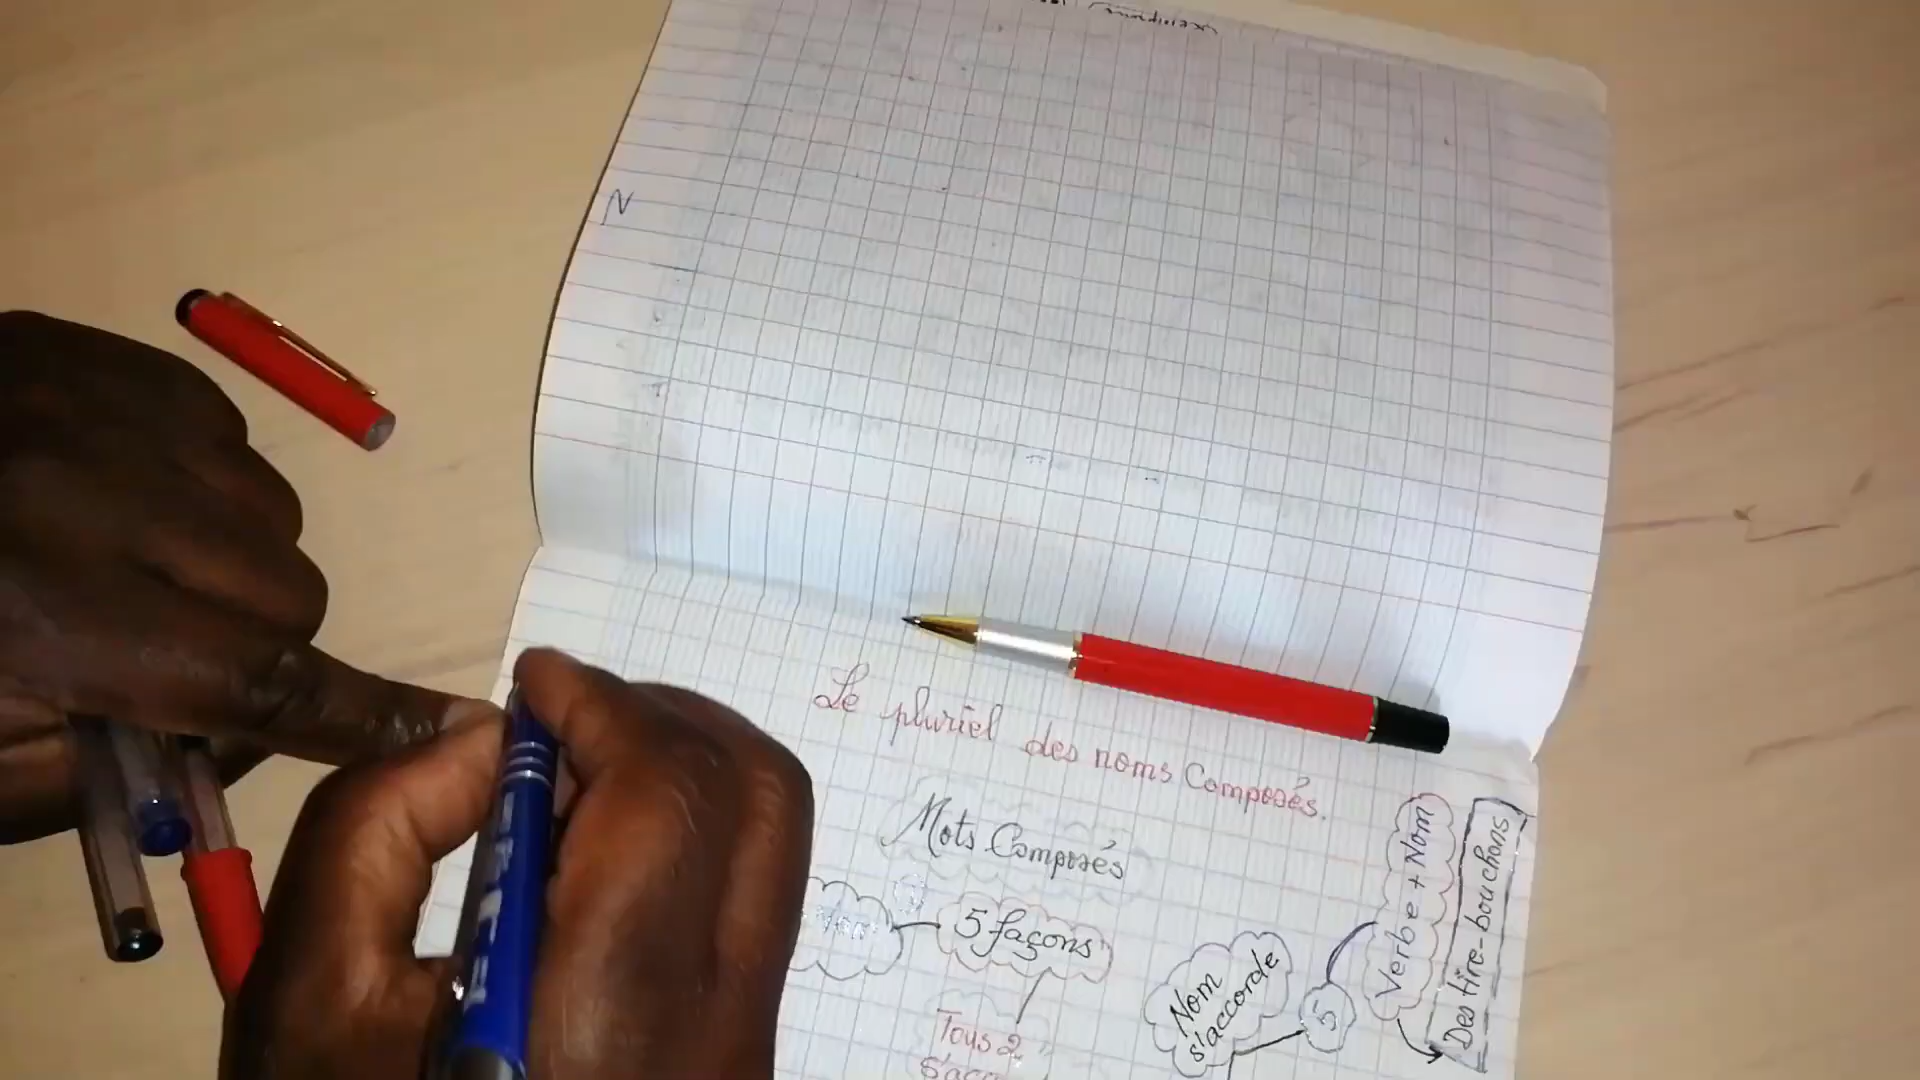 N
Le pluriel des noms Composés.
Mots Composés
5 façons
Tous 2
Nom
s'accorde
5
Verbe + Nom
Des tire-bouchons